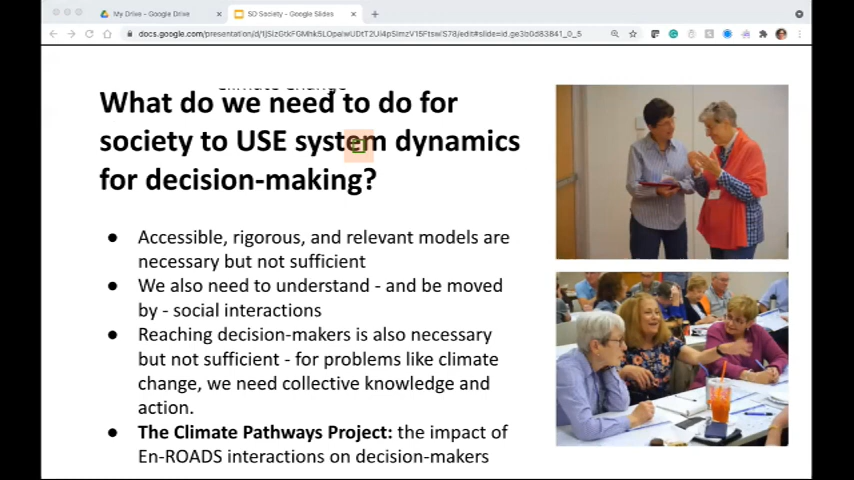 My Drive - Google Drive
SD Society - Google Slides
Climate Change
What do we need to do for
society to USE system dynamics
for decision-making?
● Accessible, rigorous, and relevant models are
necessary but not sufficient
● We also need to understand - and be moved
by - social interactions
● Reaching decision-makers is also necessary
but not sufficient - for problems like climate
change, we need collective knowledge and
action.
● The Climate Pathways Project: the impact of
En-ROADS interactions on decision-makers